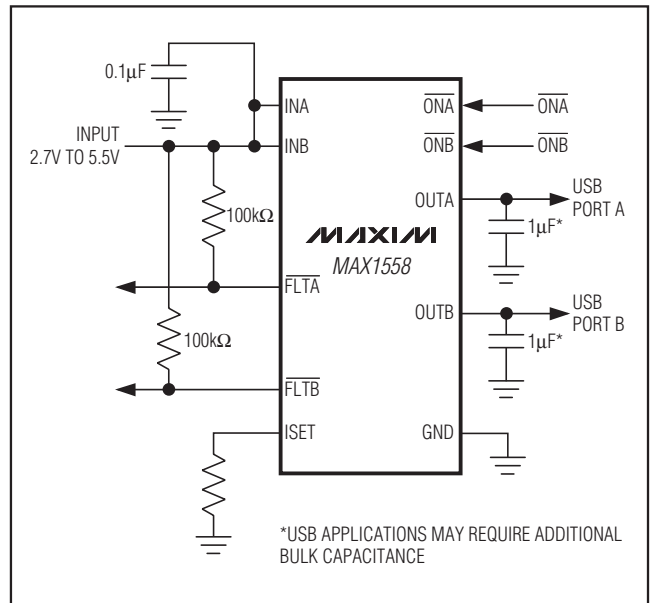 0.1µF
INPUT
2.7V TO 5.5V
100kΩ
100kΩ
INA
INB
FLTA
FLTB
ISET
MAXIM
MAX1558
ONA
ONB
OUTA
OUTB
GND
ONA
ONB
USB
PORT A
1µF*
USB
PORT B
1µF*
*USB APPLICATIONS MAY REQUIRE ADDITIONAL
BULK CAPACITANCE